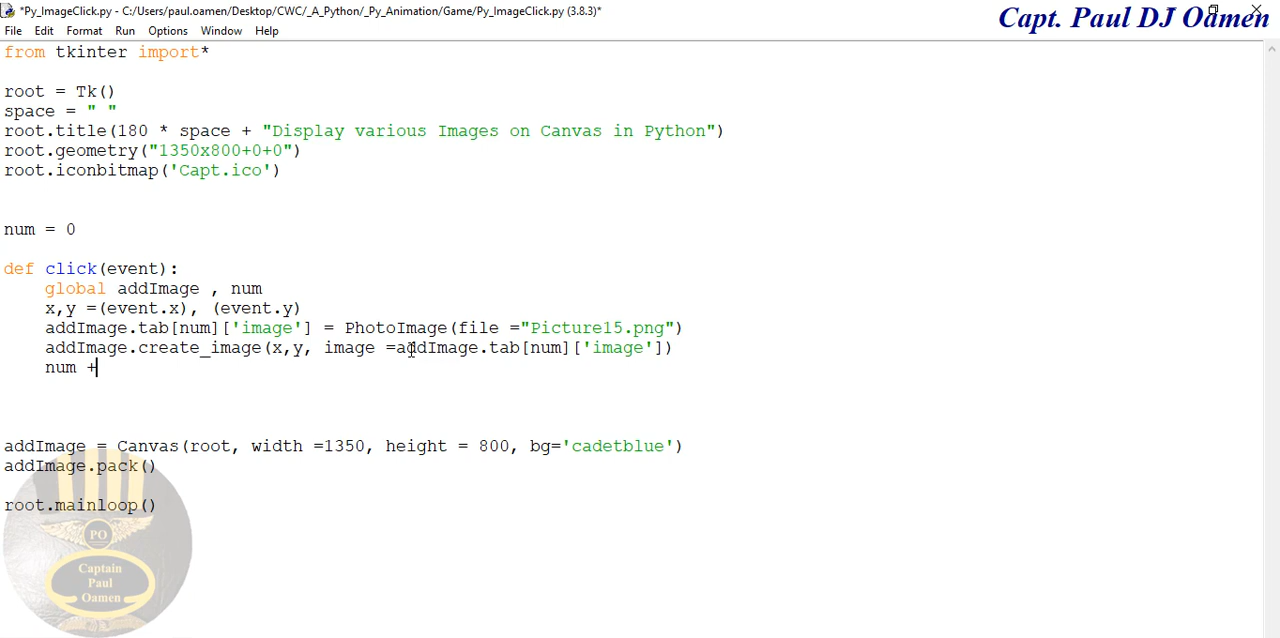 *Py_ImageClick.py - C:/Users/paul.oamen/Desktop/CWC/_A_Python/_Py_Animation/Game/Py_ImageClick.py (3.8.3)*
Capt. Paul DJ Oamen
File Edit Format Run Options Window Help
from tkinter import*
root = Tk()
space = " "
root.title(180 * space + "Display various Images on Canvas in Python")
root.geometry("1350x800+0+0")
root.iconbitmap('Capt.ico')
num = 0
def click(event):
    global addImage , num
    x,y =(event.x), (event.y)
    addImage.tab[num]['image'] = PhotoImage(file ="Picture15.png")
    addImage.create_image(x,y, image =addImage.tab[num]['image'])
    num +
addImage = Canvas(root, width =1350, height = 800, bg='cadetblue')
addImage.pack()
root.mainloop()
PO
Captain
Paul
Oamen